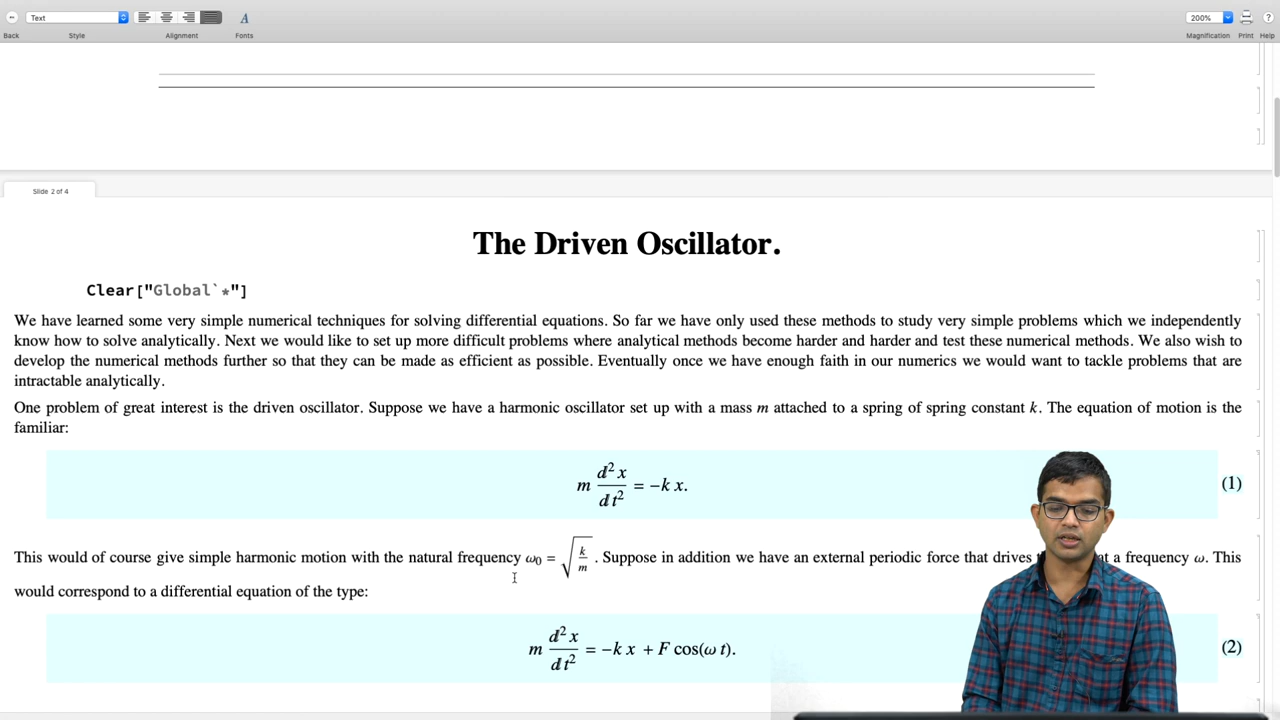 Text
200%
Back
Style
Alignment
Fonts
Magnification
Print
Help
Slide 2 of 4
The Driven Oscillator.
Clear["Global`*"]
We have learned some very simple numerical techniques for solving differential equations. So far we have only used these methods to study very simple problems which we independently
know how to solve analytically. Next we would like to set up more difficult problems where analytical methods become harder and harder and test these numerical methods. We also wish to
develop the numerical methods further so that they can be made as efficient as possible. Eventually once we have enough faith in our numerics we would want to tackle problems that are
intractable analytically.
One problem of great interest is the driven oscillator. Suppose we have a harmonic oscillator set up with a mass m attached to a spring of spring constant k. The equation of motion is the
familiar:
m d²x/dt² = -k x. (1)
This would of course give simple harmonic motion with the natural frequency ω₀ = √(k/m). Suppose in addition we have an external periodic force that drives a frequency ω. This
would correspond to a differential equation of the type:
m d²x/dt² = -k x + F cos(ω t). (2)